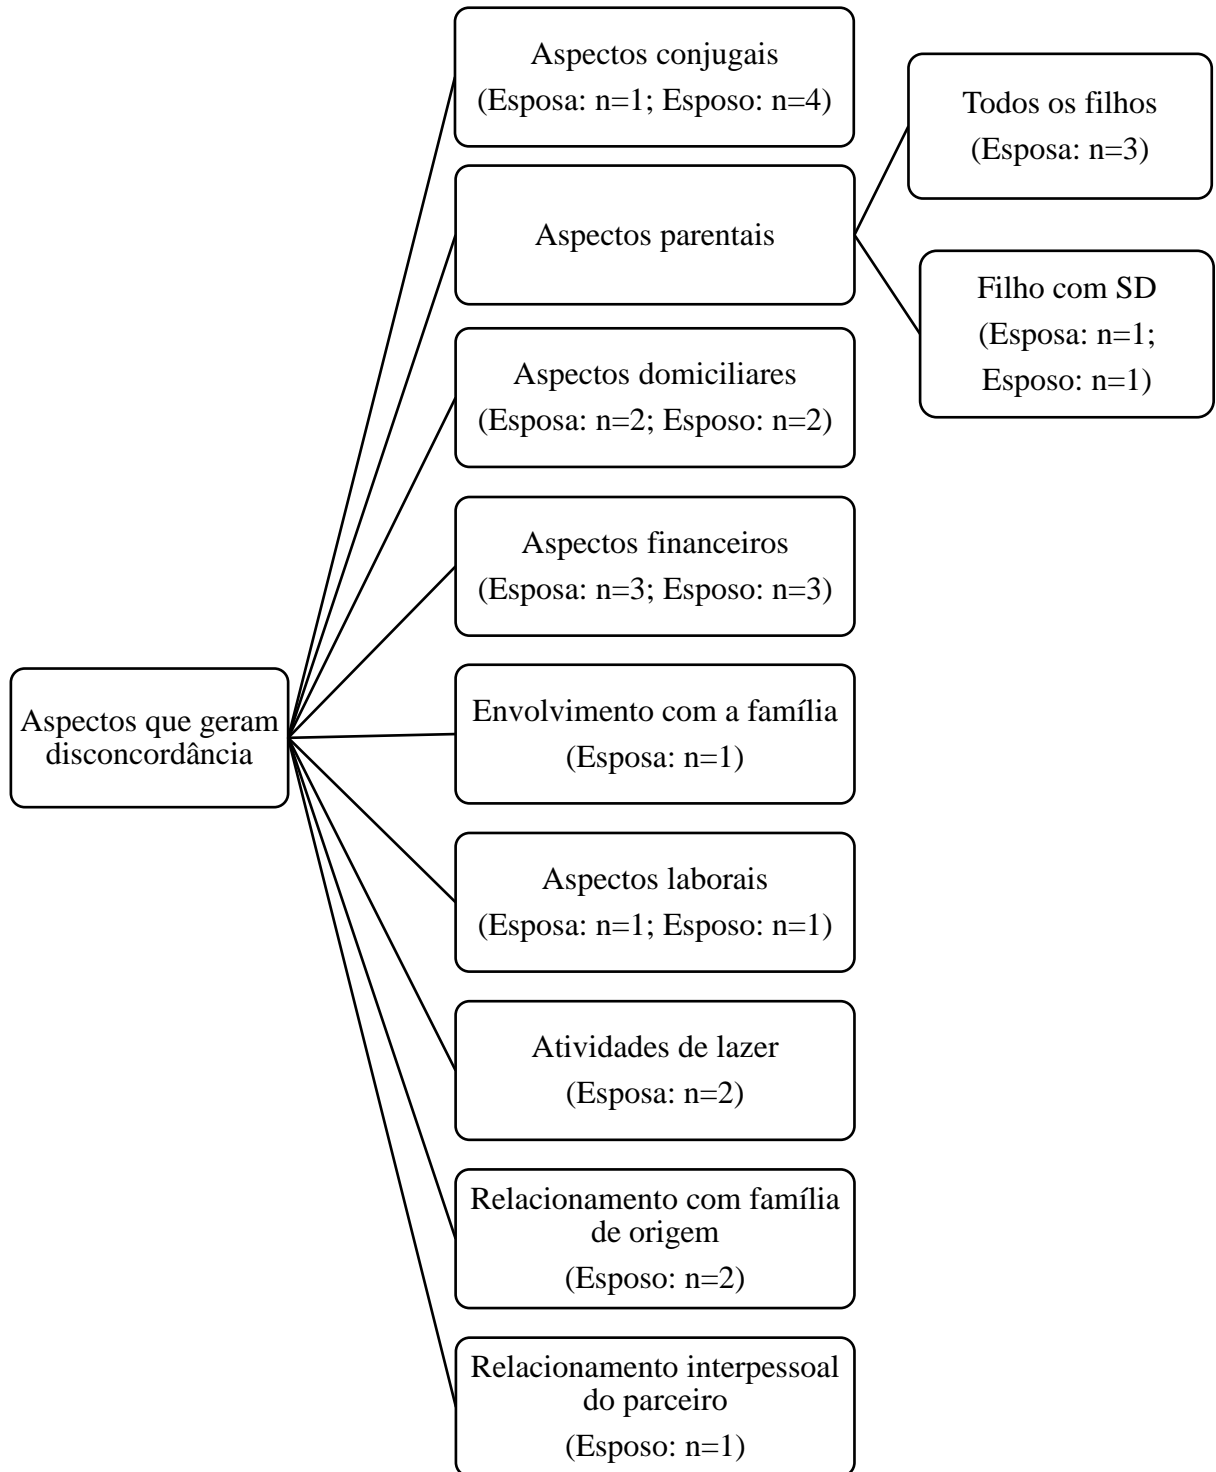 Aspectos que geram
disconcordância
Aspectos conjugais
(Esposa: n=1; Esposo: n=4)
Aspectos parentais
Todos os filhos
(Esposa: n=3)
Filho com SD
(Esposa: n=1;
Esposo: n=1)
Aspectos domiciliares
(Esposa: n=2; Esposo: n=2)
Aspectos financeiros
(Esposa: n=3; Esposo: n=3)
Envolvimento com a família
(Esposa: n=1)
Aspectos laborais
(Esposa: n=1; Esposo: n=1)
Atividades de lazer
(Esposa: n=2)
Relacionamento com família
de origem
(Esposo: n=2)
Relacionamento interpessoal
do parceiro
(Esposo: n=1)